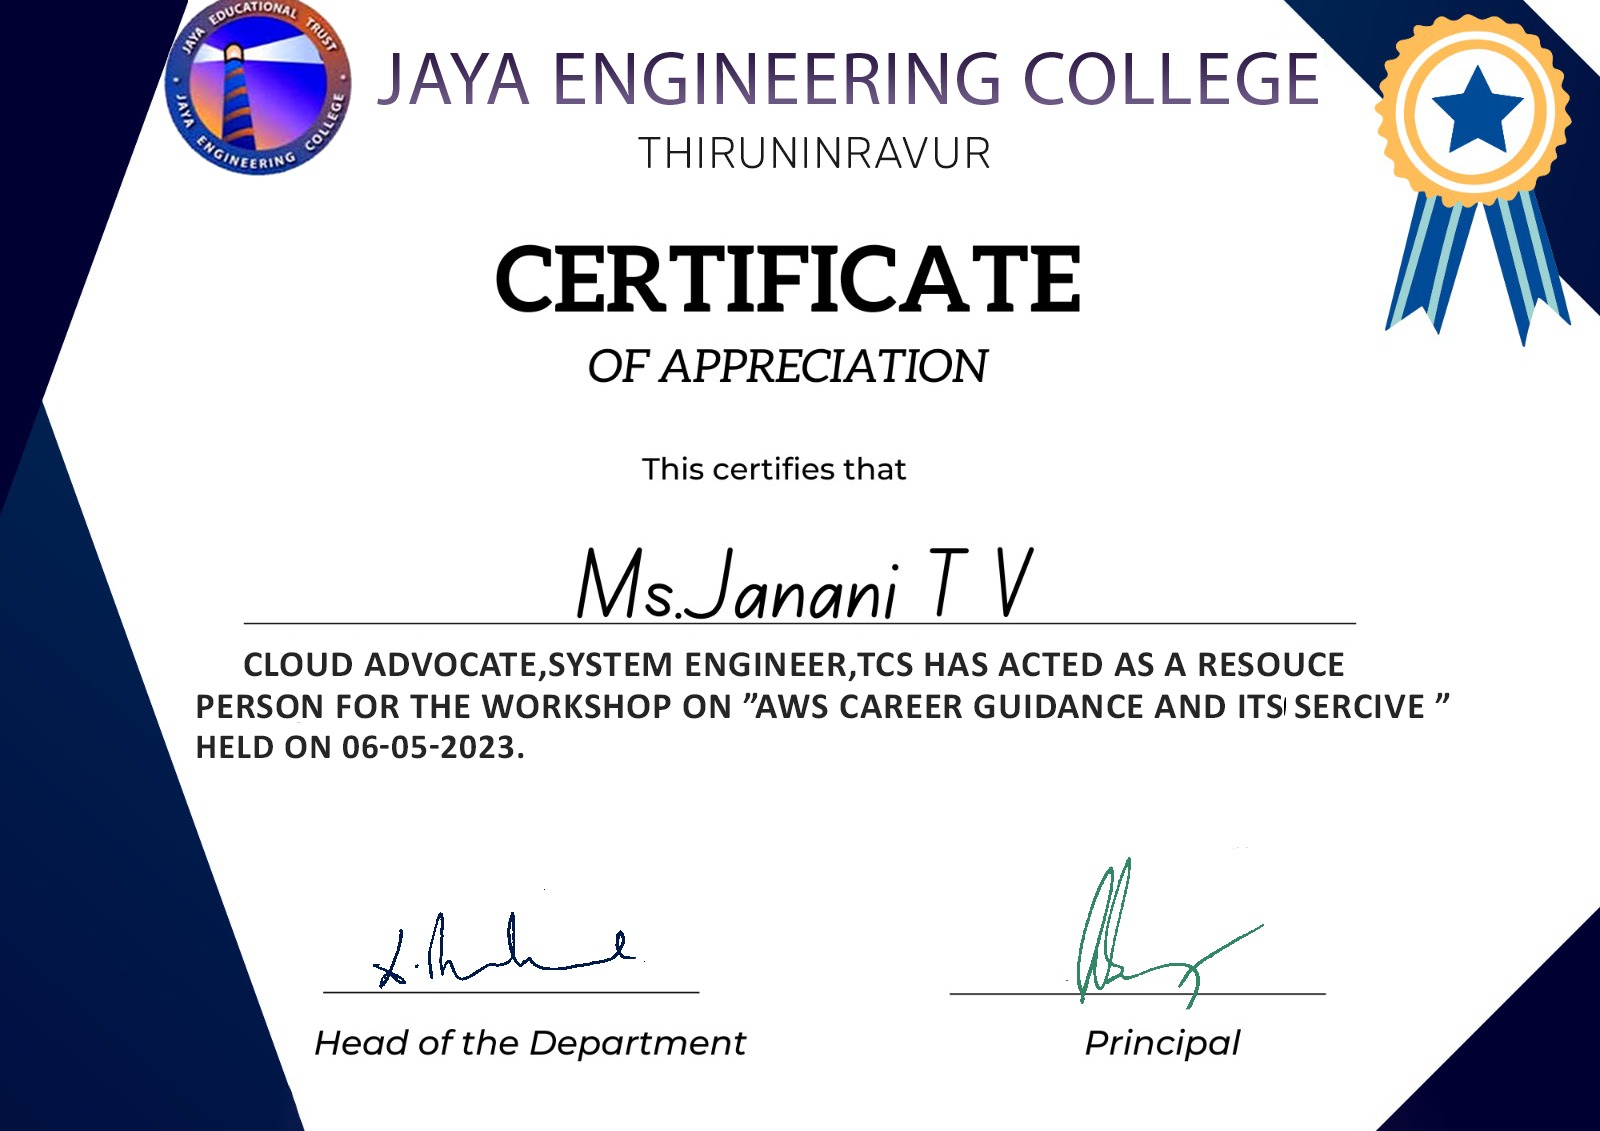 JAYA EDUCATIONAL TRUST
JAYA ENGINEERING COLLEGE
JAYA ENGINEERING COLLEGE
THIRUNINRAVUR
CERTIFICATE
OF APPRECIATION
This certifies that
Ms.Janani T V
CLOUD ADVOCATE,SYSTEM ENGINEER,TCS HAS ACTED AS A RESOUCE
PERSON FOR THE WORKSHOP ON ”AWS CAREER GUIDANCE AND ITS SERCIVE ”
HELD ON 06-05-2023.
Head of the Department
Principal